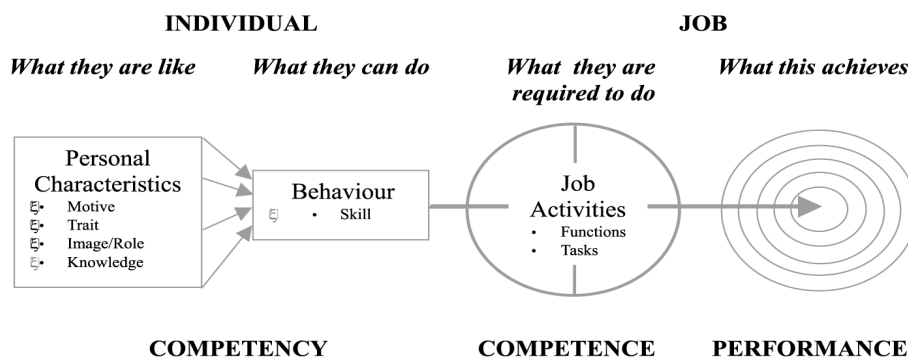 INDIVIDUAL
JOB
What they are like
What they can do
What they are
required to do
What this achieves
Personal
Characteristics
ξ• Motive
ξ• Trait
ξ• Image/Role
ξ• Knowledge
Behaviour
ξ • Skill
Job
Activities
• Functions
• Tasks
COMPETENCY
COMPETENCE
PERFORMANCE